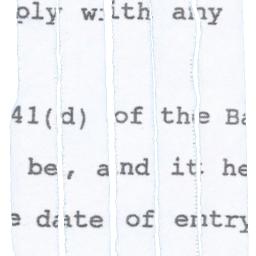 ply with any
41(d) of the Ba
be, and it he
e date of entry